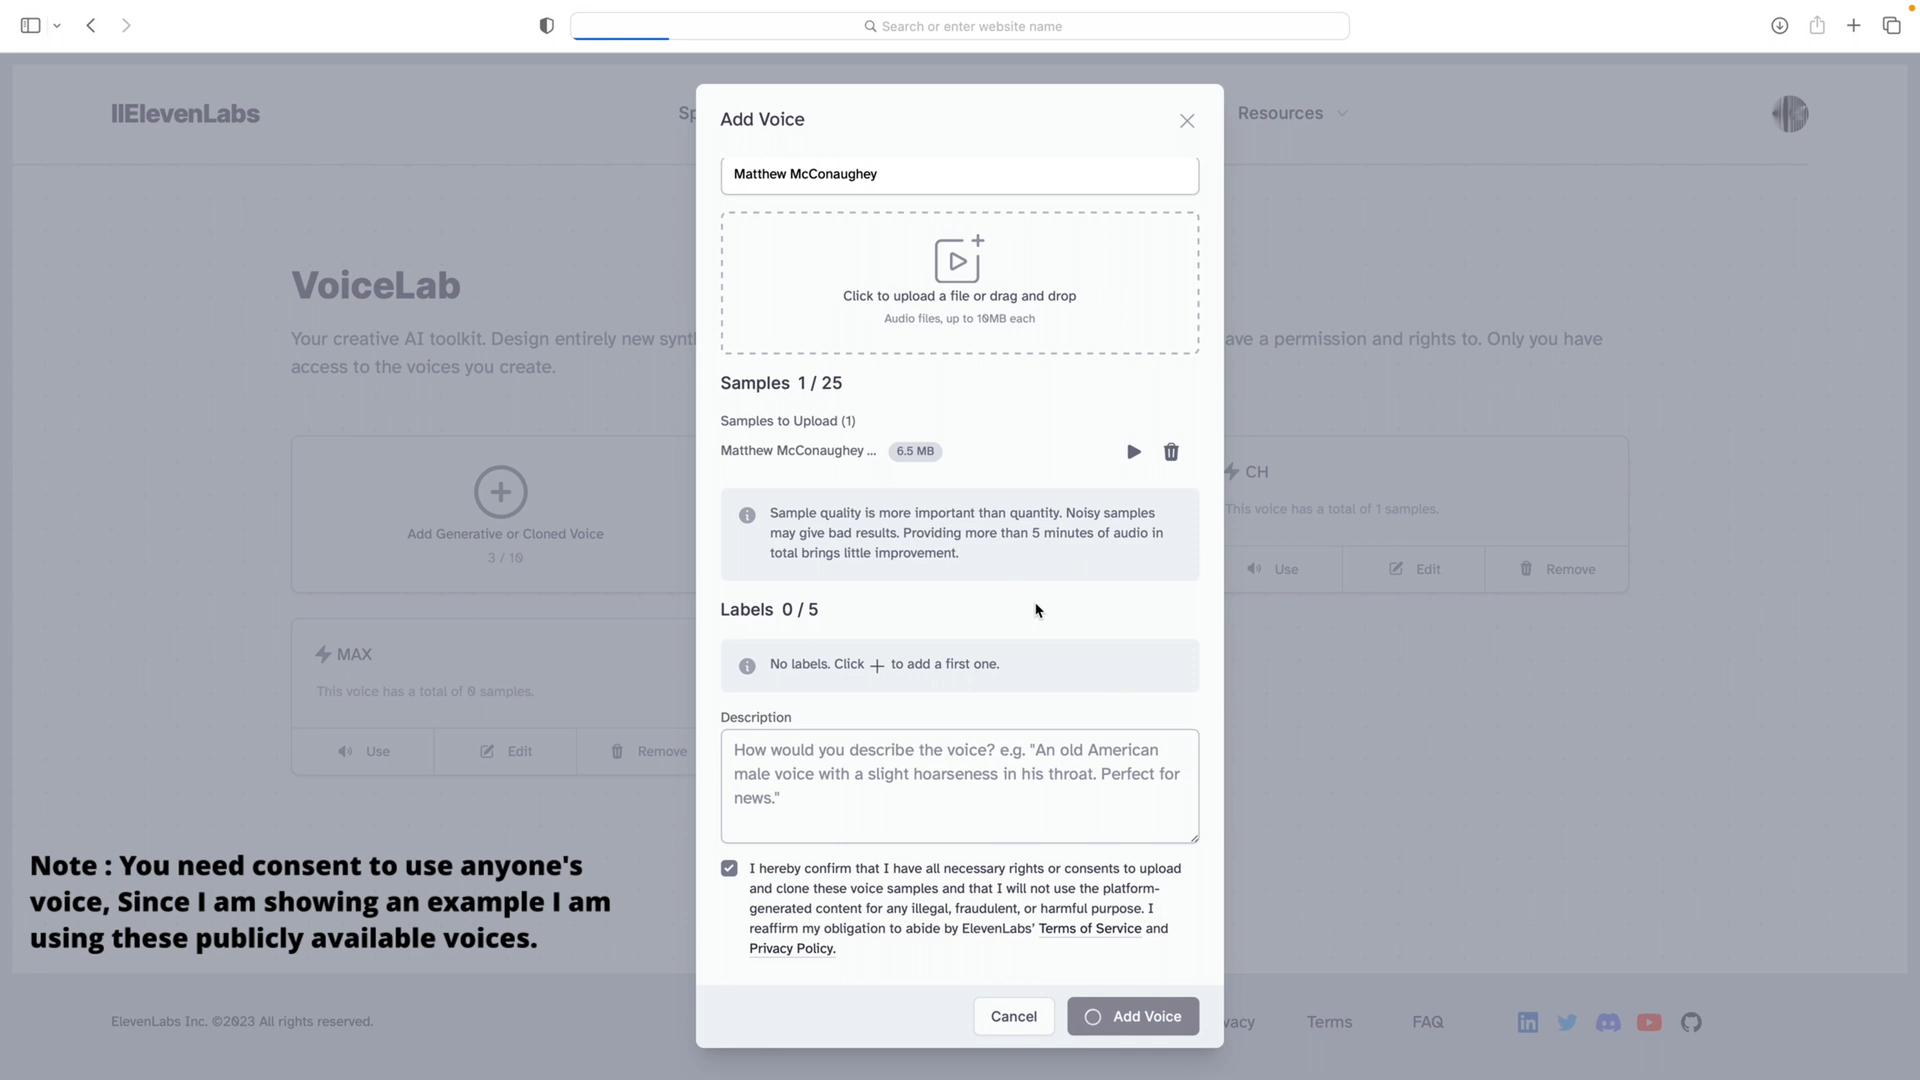 Search or enter website name
IIElevenLabs
Sp
Resources
Add Voice
Matthew McConaughey
Click to upload a file or drag and drop
Audio files, up to 10MB each
VoiceLab
Your creative AI toolkit. Design entirely new synt
ave a permission and rights to. Only you have
access to the voices you create.
Samples 1 / 25
Samples to Upload (1)
Matthew McConaughey ...
6.5 MB
Sample quality is more important than quantity. Noisy samples
may give bad results. Providing more than 5 minutes of audio in
total brings little improvement.
Add Generative or Cloned Voice
3 / 10
CH
This voice has a total of 1 samples.
Use
Edit
Remove
Labels 0 / 5
No labels. Click + to add a first one.
MAX
This voice has a total of 0 samples.
Use
Edit
Remove
Description
How would you describe the voice? e.g. "An old American
male voice with a slight hoarseness in his throat. Perfect for
news."
I hereby confirm that I have all necessary rights or consents to upload
and clone these voice samples and that I will not use the platform-
generated content for any illegal, fraudulent, or harmful purpose. I
reaffirm my obligation to abide by ElevenLabs' Terms of Service and
Privacy Policy.
Note : You need consent to use anyone's
voice, Since I am showing an example I am
using these publicly available voices.
Cancel
Add Voice
ElevenLabs Inc. ©2023 All rights reserved.
vacy
Terms
FAQ